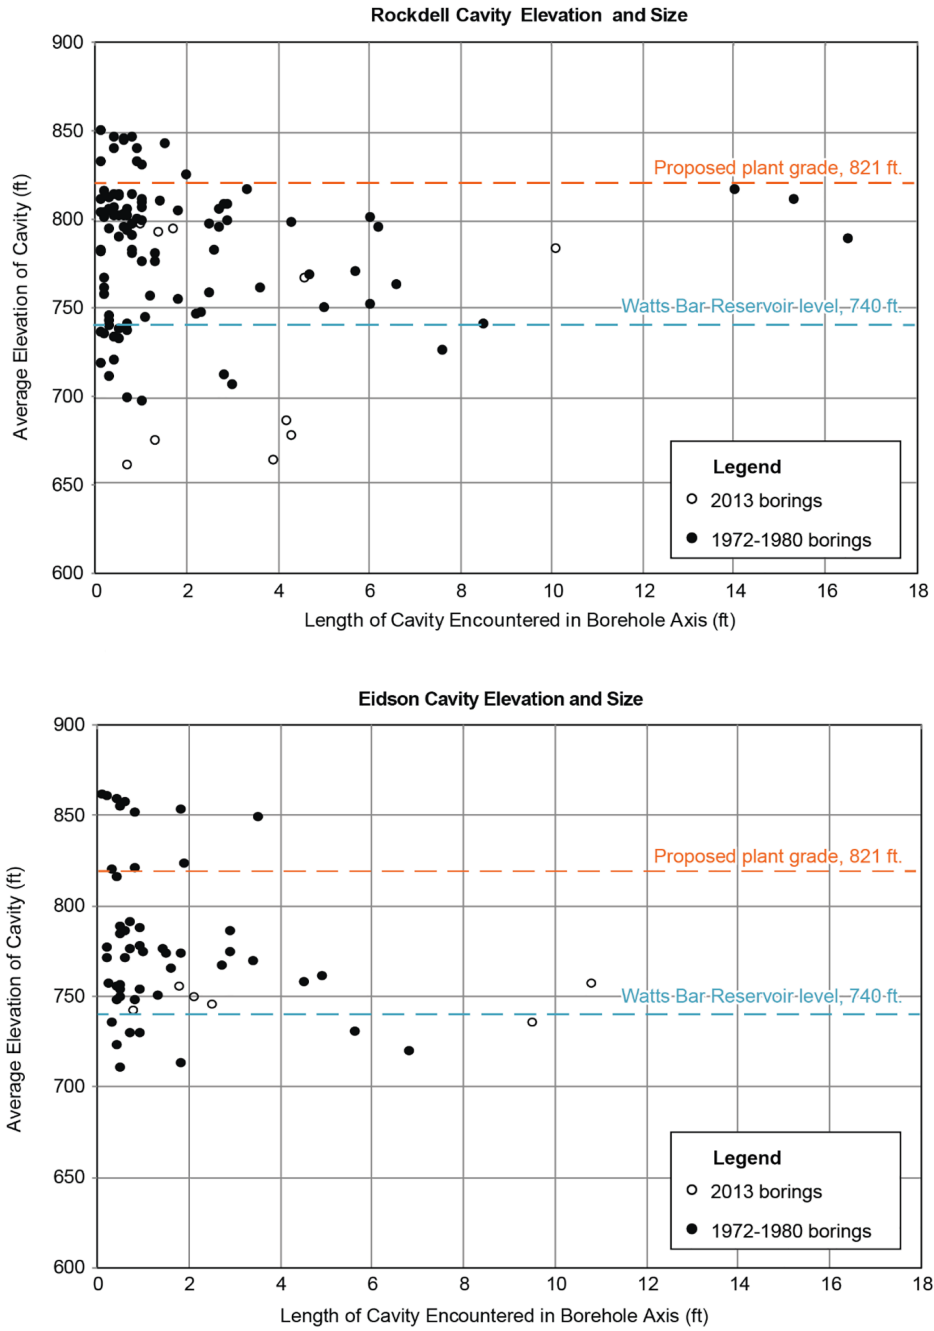 Rockdell Cavity Elevation and Size
900
850
800
750
700
650
600
Average Elevation of Cavity (ft)
Proposed plant grade, 821 ft.
Watts Bar Reservoir level, 740 ft.
Legend
2013 borings
1972-1980 borings
0 2 4 6 8 10 12 14 16 18
Length of Cavity Encountered in Borehole Axis (ft)
Eidson Cavity Elevation and Size
900
850
800
750
700
650
600
Average Elevation of Cavity (ft)
Proposed plant grade, 821 ft.
Watts Bar Reservoir level, 740 ft.
Legend
2013 borings
1972-1980 borings
0 2 4 6 8 10 12 14 16 18
Length of Cavity Encountered in Borehole Axis (ft)